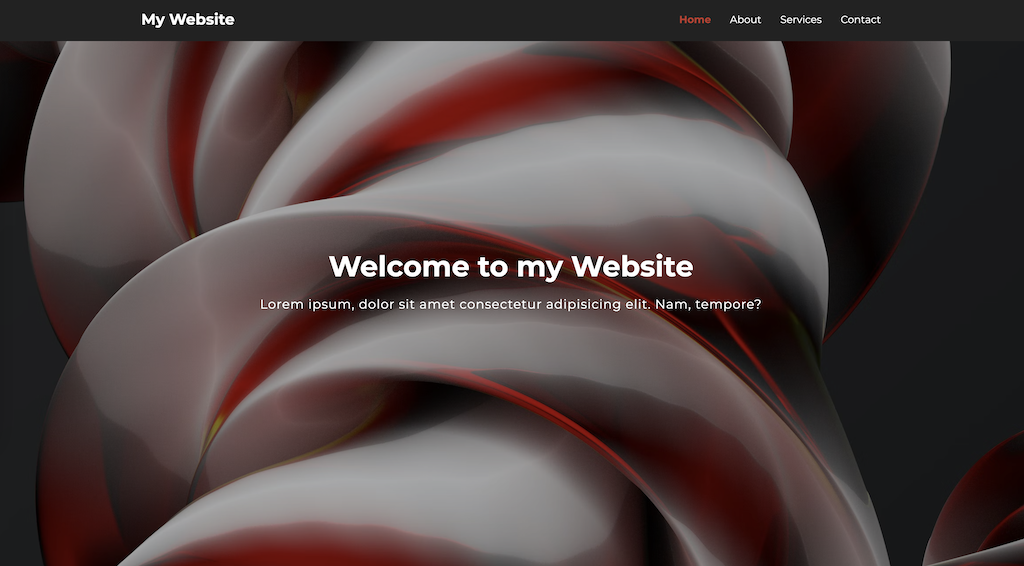 My Website
Home About Services Contact
Welcome to my Website
Lorem ipsum, dolor sit amet consectetur adipisicing elit. Nam, tempore?